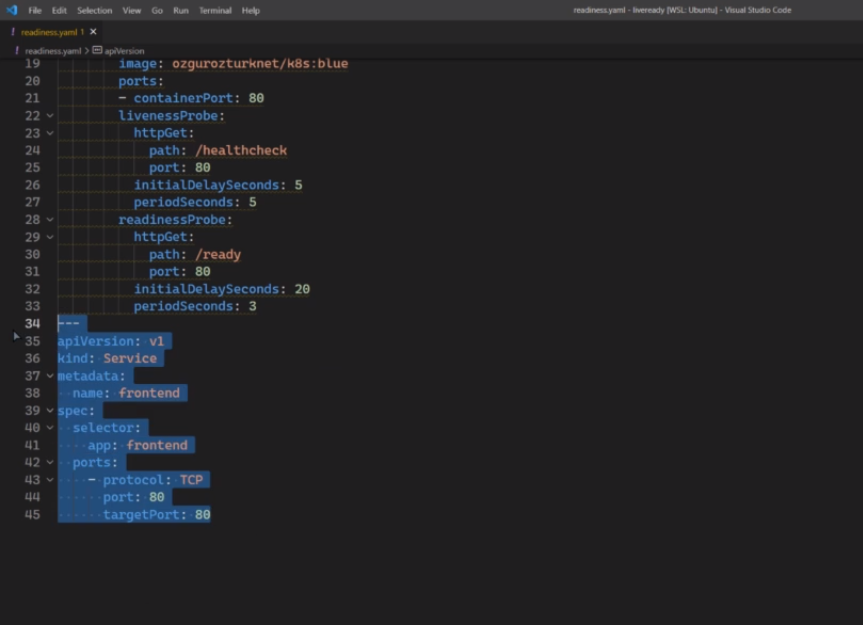 File Edit Selection View Go Run Terminal Help readiness.yaml - liveready [WSL: Ubuntu] - Visual Studio Code
! readiness.yaml 1 ×
! readiness.yaml > apiVersion
19 image: ozgurozturknet/k8s:blue
20 ports:
21 - containerPort: 80
22 livenessProbe:
23 httpGet:
24 path: /healthcheck
25 port: 80
26 initialDelaySeconds: 5
27 periodSeconds: 5
28 readinessProbe:
29 httpGet:
30 path: /ready
31 port: 80
32 initialDelaySeconds: 20
33 periodSeconds: 3
34 ---
35 apiVersion: v1
36 kind: Service
37 metadata:
38 name: frontend
39 spec:
40 selector:
41 app: frontend
42 ports:
43 - protocol: TCP
44 port: 80
45 targetPort: 80